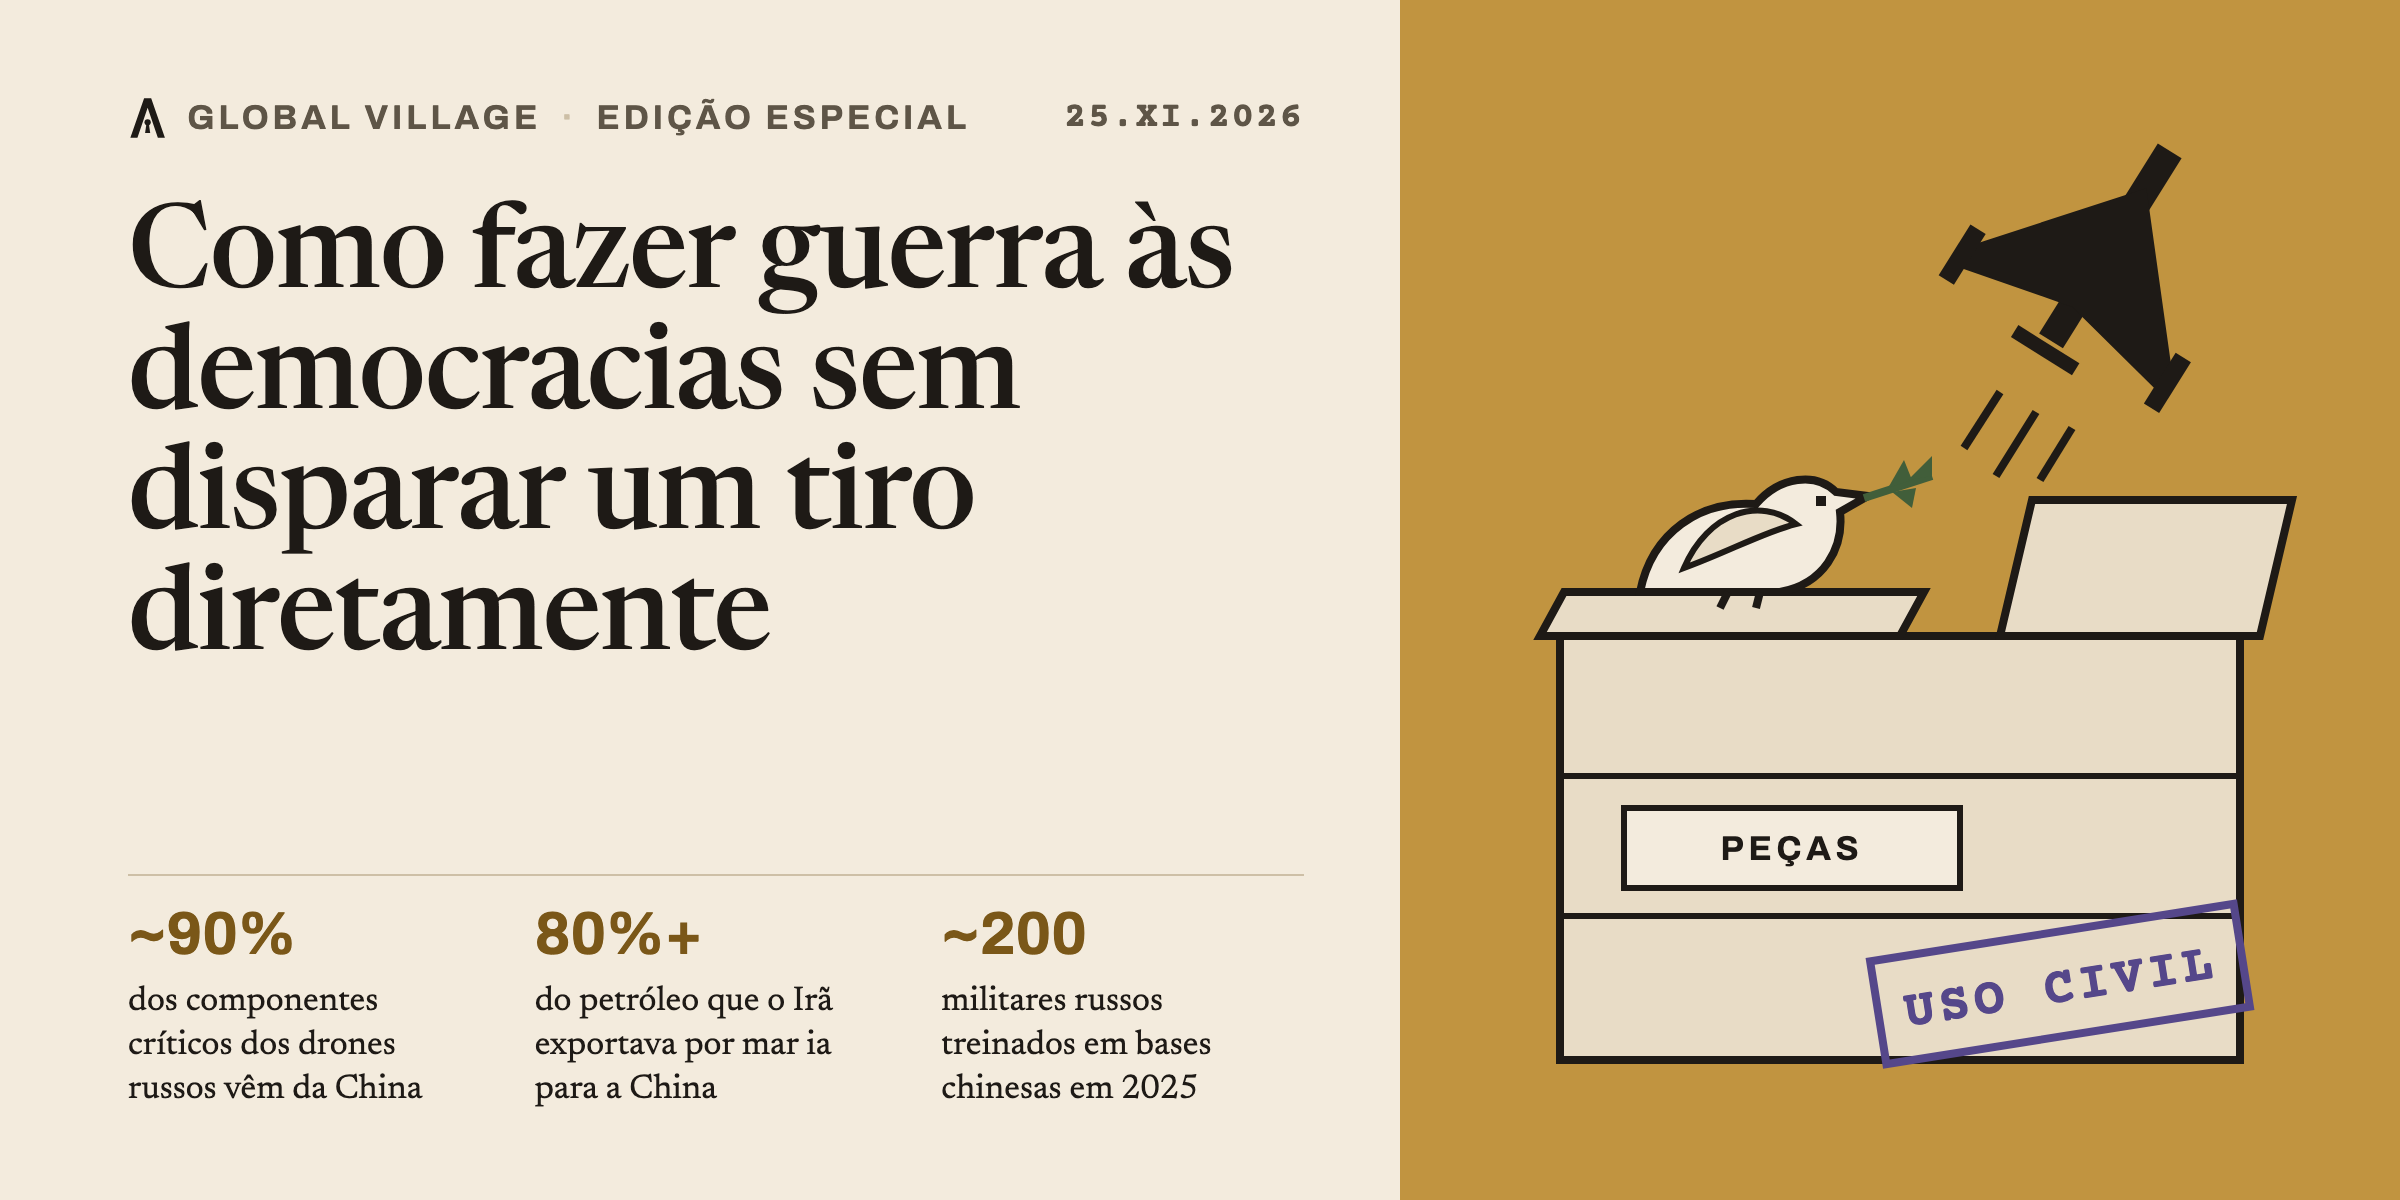 GLOBAL VILLAGE · EDIÇÃO ESPECIAL 25.XI.2026
Como fazer guerra às
democracias sem
disparar um tiro
diretamente
~90%
dos componentes
críticos dos drones
russos vêm da China
80%+
do petróleo que o Irã
exportava por mar ia
para a China
~200
militares russos
treinados em bases
chinesas em 2025
PEÇAS
USO CIVIL